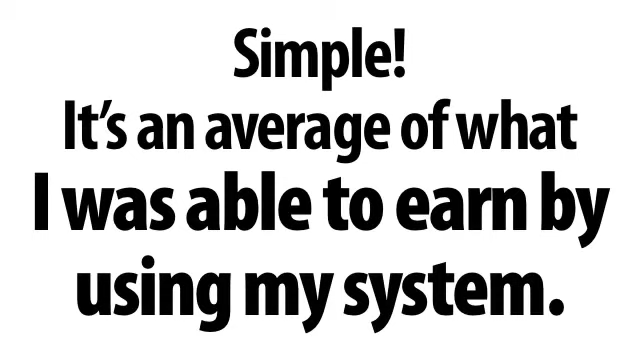 Simple!
It's an average of what
I was able to earn by
using my system.